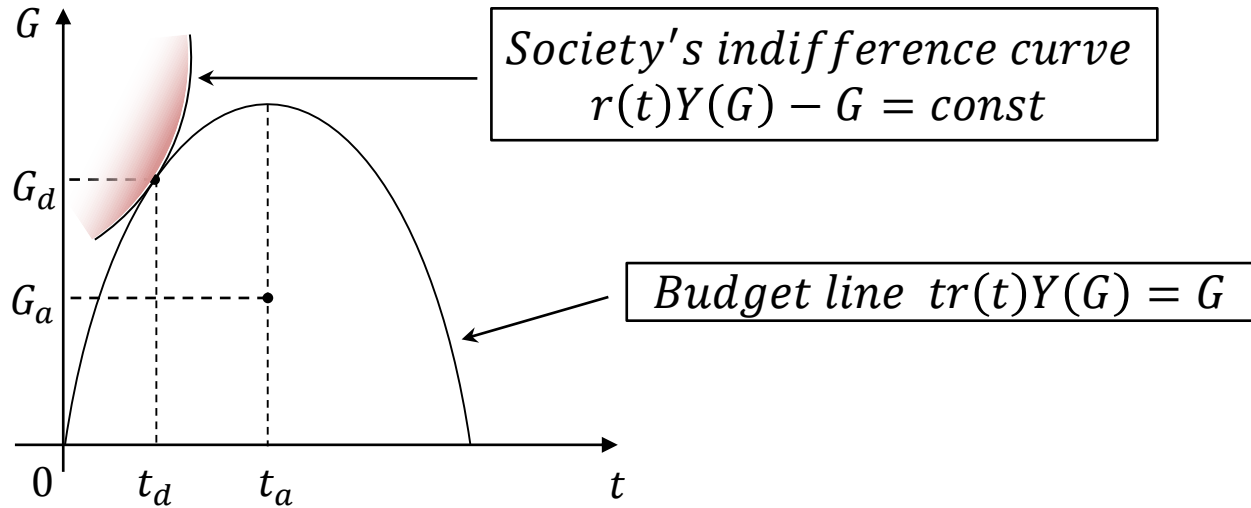 G
Society's indifference curve
r(t)Y(G) − G = const
G_d
G_a
Budget line tr(t)Y(G) = G
0
t_d
t_a
t